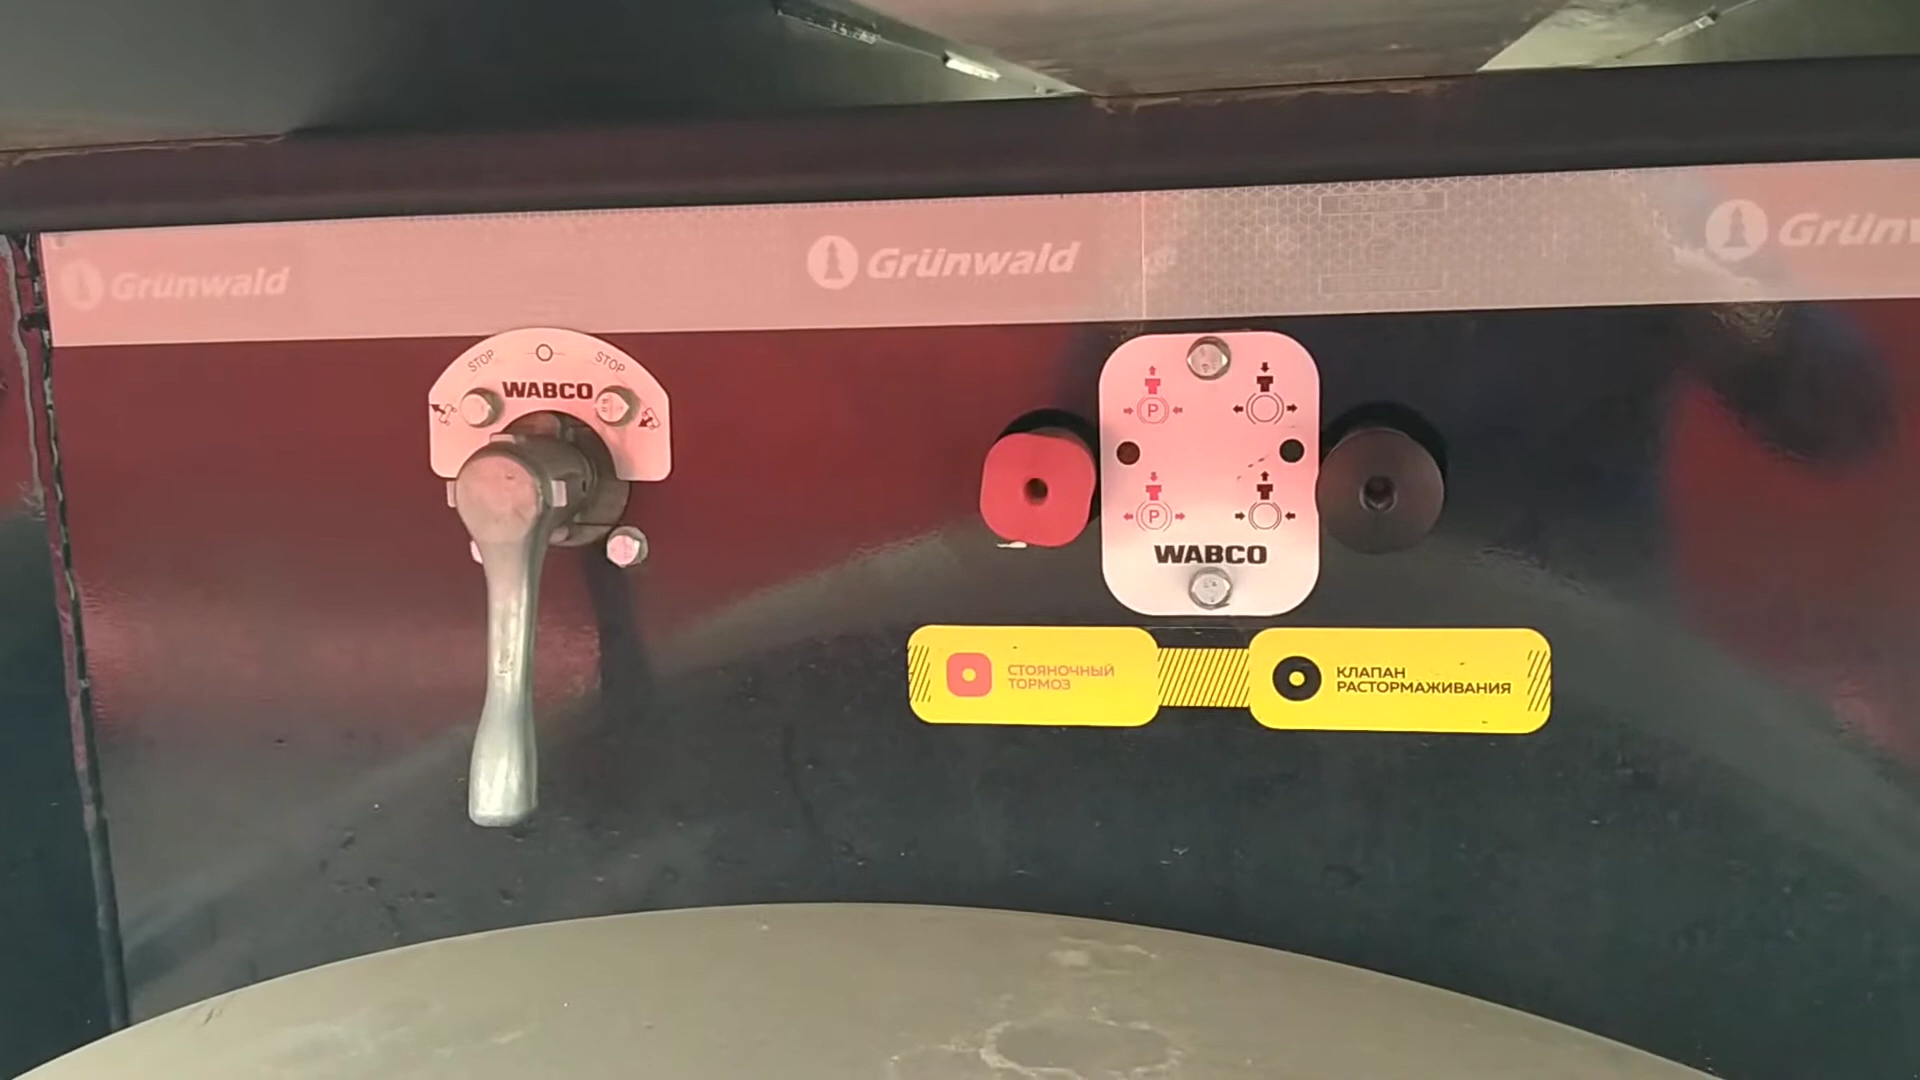 Grünwald
Grünwald
Grünw
STOP
STOP
WABCO
P
P
WABCO
СТОЯНОЧНЫЙ
ТОРМОЗ
КЛАПАН
РАСТОРМАЖИВАНИЯ